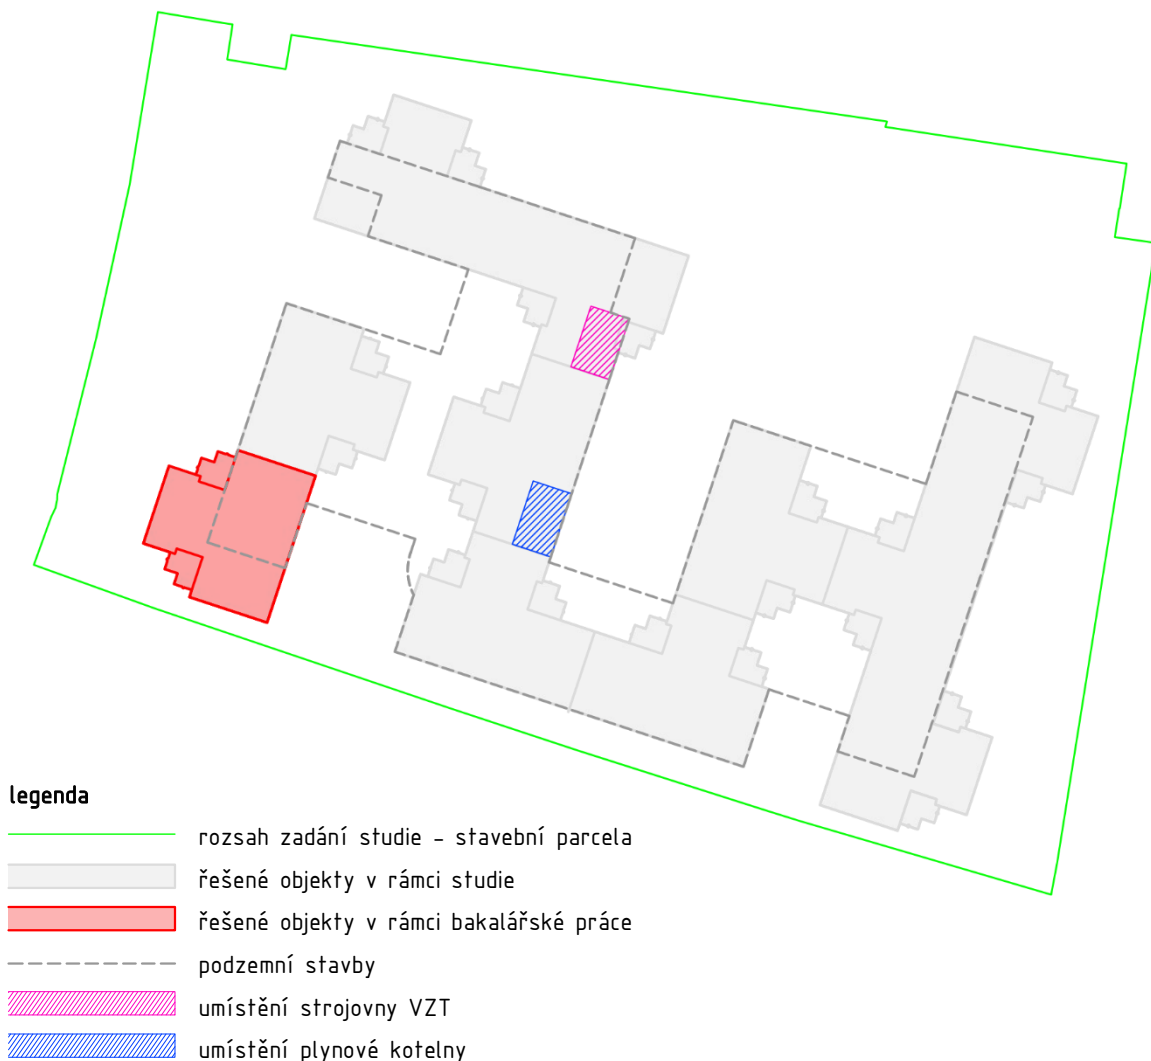 legenda
rozsah zadání studie - stavební parcela
řešené objekty v rámci studie
řešené objekty v rámci bakalářské práce
podzemní stavby
umístění strojovny VZT
umístění plynové kotelny